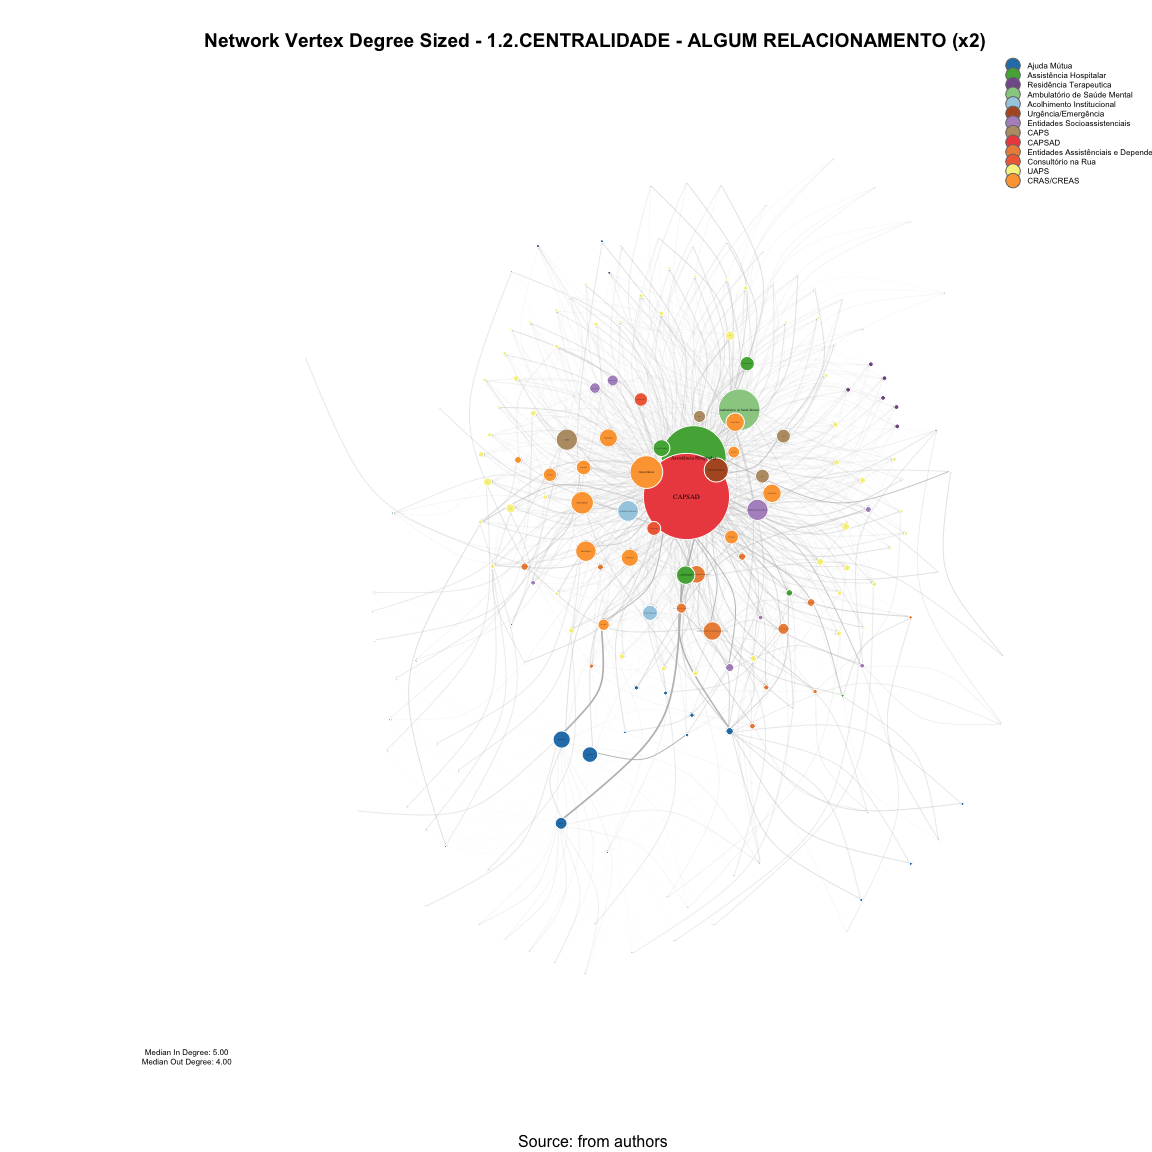 Network Vertex Degree Sized - 1.2.CENTRALIDADE - ALGUM RELACIONAMENTO (x2)
Ajuda Mútua
Assistência Hospitalar
Residência Terapeutica
Ambulatório de Saúde Mental
Acolhimento Institucional
Urgência/Emergência
Entidades Socioassistenciais
CAPS
CAPSAD
Entidades Assistênciais e Depende
Consultório na Rua
UAPS
CRAS/CREAS
CAPSAD
Median In Degree: 5.00
Median Out Degree: 4.00
Source: from authors